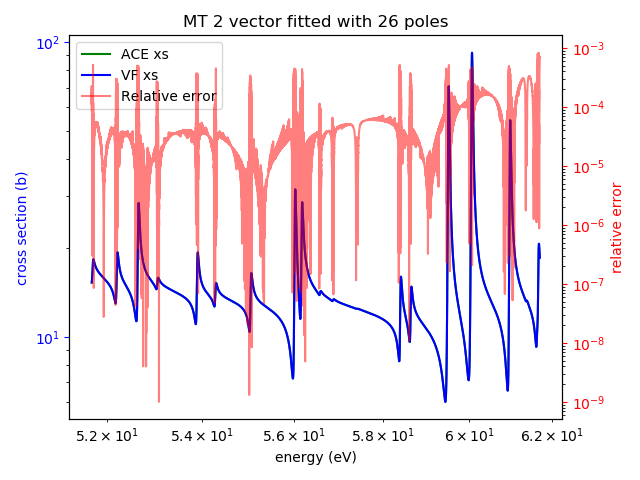 MT 2 vector fitted with 26 poles
ACE xs
VF xs
Relative error
10²
10¹
cross section (b)
10⁻³
10⁻⁴
10⁻⁵
10⁻⁶
10⁻⁷
10⁻⁸
10⁻⁹
relative error
5.2 × 10¹ 5.4 × 10¹ 5.6 × 10¹ 5.8 × 10¹ 6 × 10¹ 6.2 × 10¹
energy (eV)